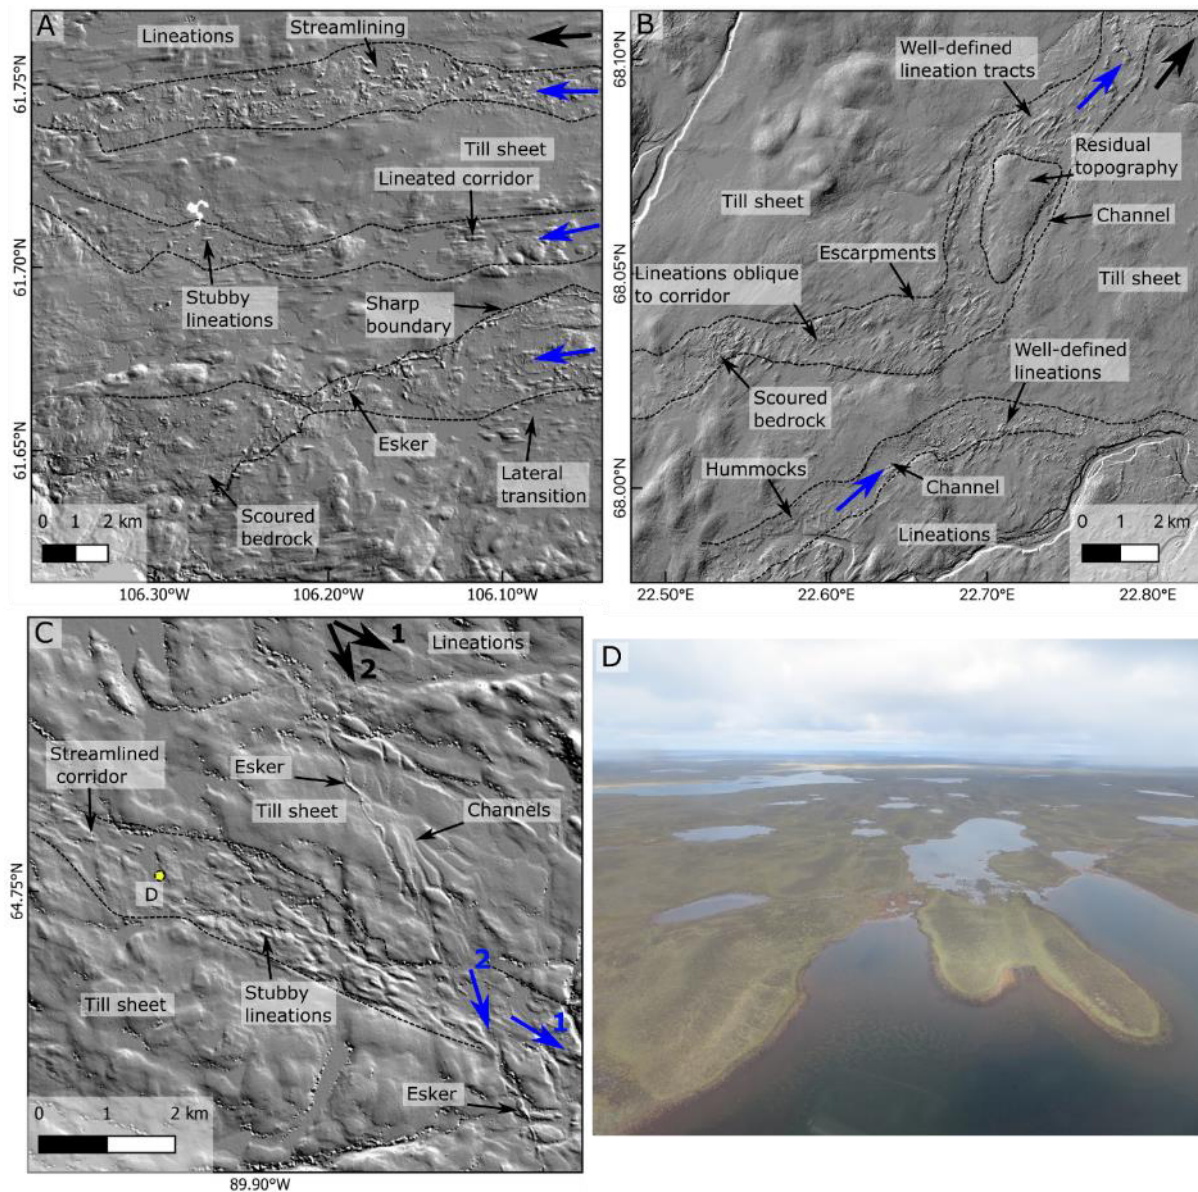 A
Lineations
Streamlining
Till sheet
Lineated corridor
Stubby
lineations
Sharp
boundary
Esker
Lateral
transition
Scoured
bedrock
0 1 2 km
61.75°N
61.70°N
61.65°N
106.30°W
106.20°W
106.10°W
B
Well-defined
lineation tracts
Residual
topography
Till sheet
Channel
Escarpments
Till sheet
Lineations oblique
to corridor
Well-defined
lineations
Scoured
bedrock
Hummocks
Channel
Lineations
0 1 2 km
68.10°N
68.05°N
68.00°N
22.50°E
22.60°E
22.70°E
22.80°E
C
1
2
Lineations
Streamlined
corridor
Esker
Till sheet
Channels
D
2
1
Till sheet
Stubby
lineations
Esker
0 1 2 km
64.75°N
89.90°W
D